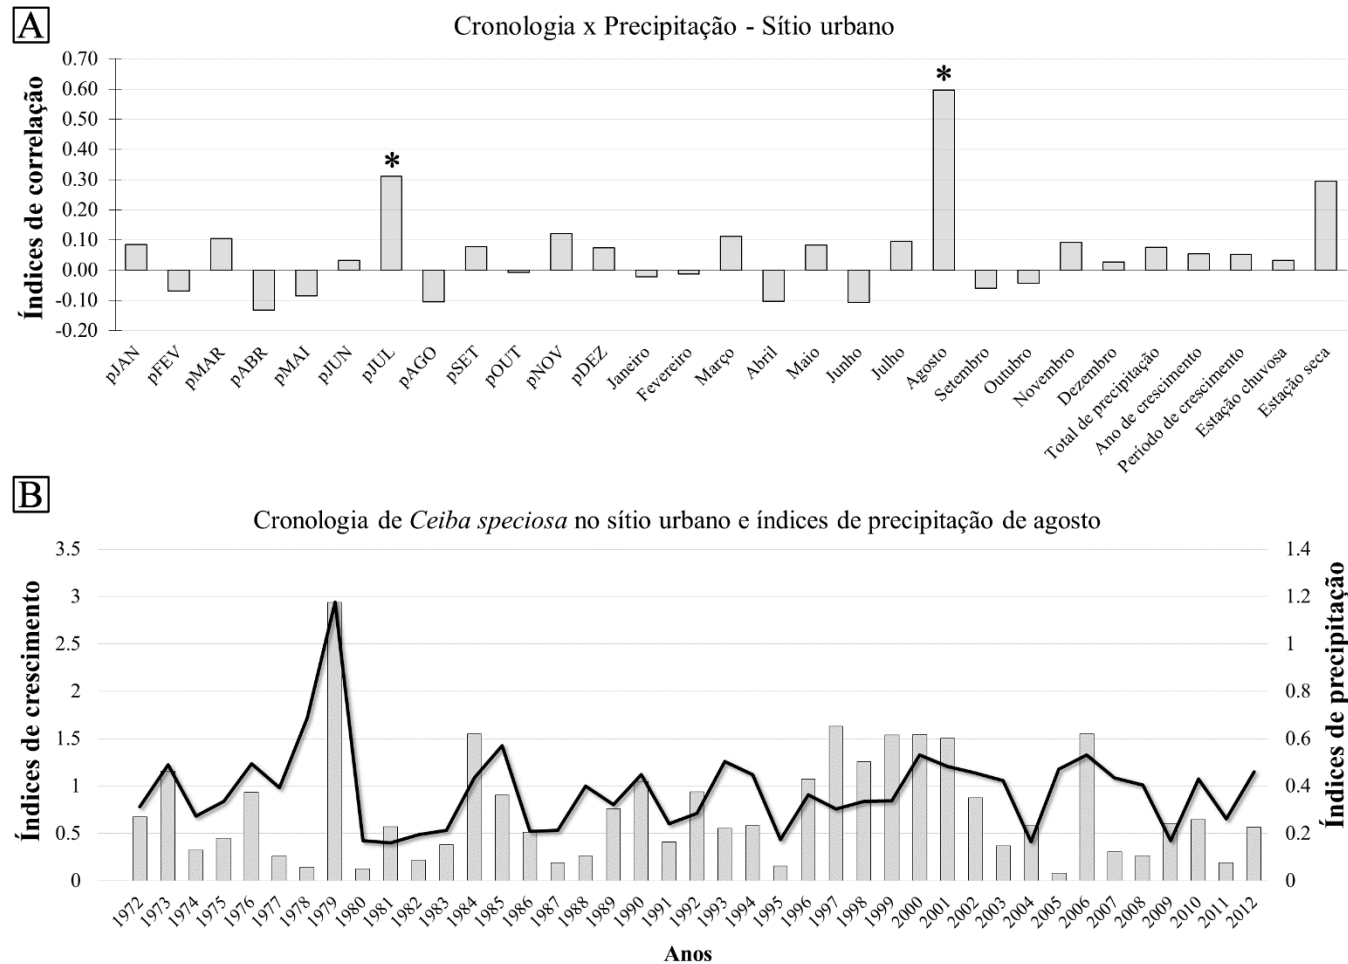 A
Cronologia x Precipitação - Sítio urbano
Índices de correlação
0.70
0.60
0.50
0.40
0.30
0.20
0.10
0.00
-0.10
-0.20
*
*
pJAN
pFEV
pMAR
pABR
pMAI
pJUN
pJUL
pAGO
pSET
pOUT
pNOV
pDEZ
Janeiro
Fevereiro
Março
Abril
Maio
Junho
Julho
Agosto
Setembro
Outubro
Novembro
Dezembro
Total de precipitação
Ano de crescimento
Período de crescimento
Estação chuvosa
Estação seca
B
Cronologia de Ceiba speciosa no sítio urbano e índices de precipitação de agosto
Índices de crescimento
3.5
3
2.5
2
1.5
1
0.5
0
1.4
1.2
1
0.8
0.6
0.4
0.2
0
Índices de precipitação
1972
1973
1974
1975
1976
1977
1978
1979
1980
1981
1982
1983
1984
1985
1986
1987
1988
1989
1990
1991
1992
1993
1994
1995
1996
1997
1998
1999
2000
2001
2002
2003
2004
2005
2006
2007
2008
2009
2010
2011
2012
Anos